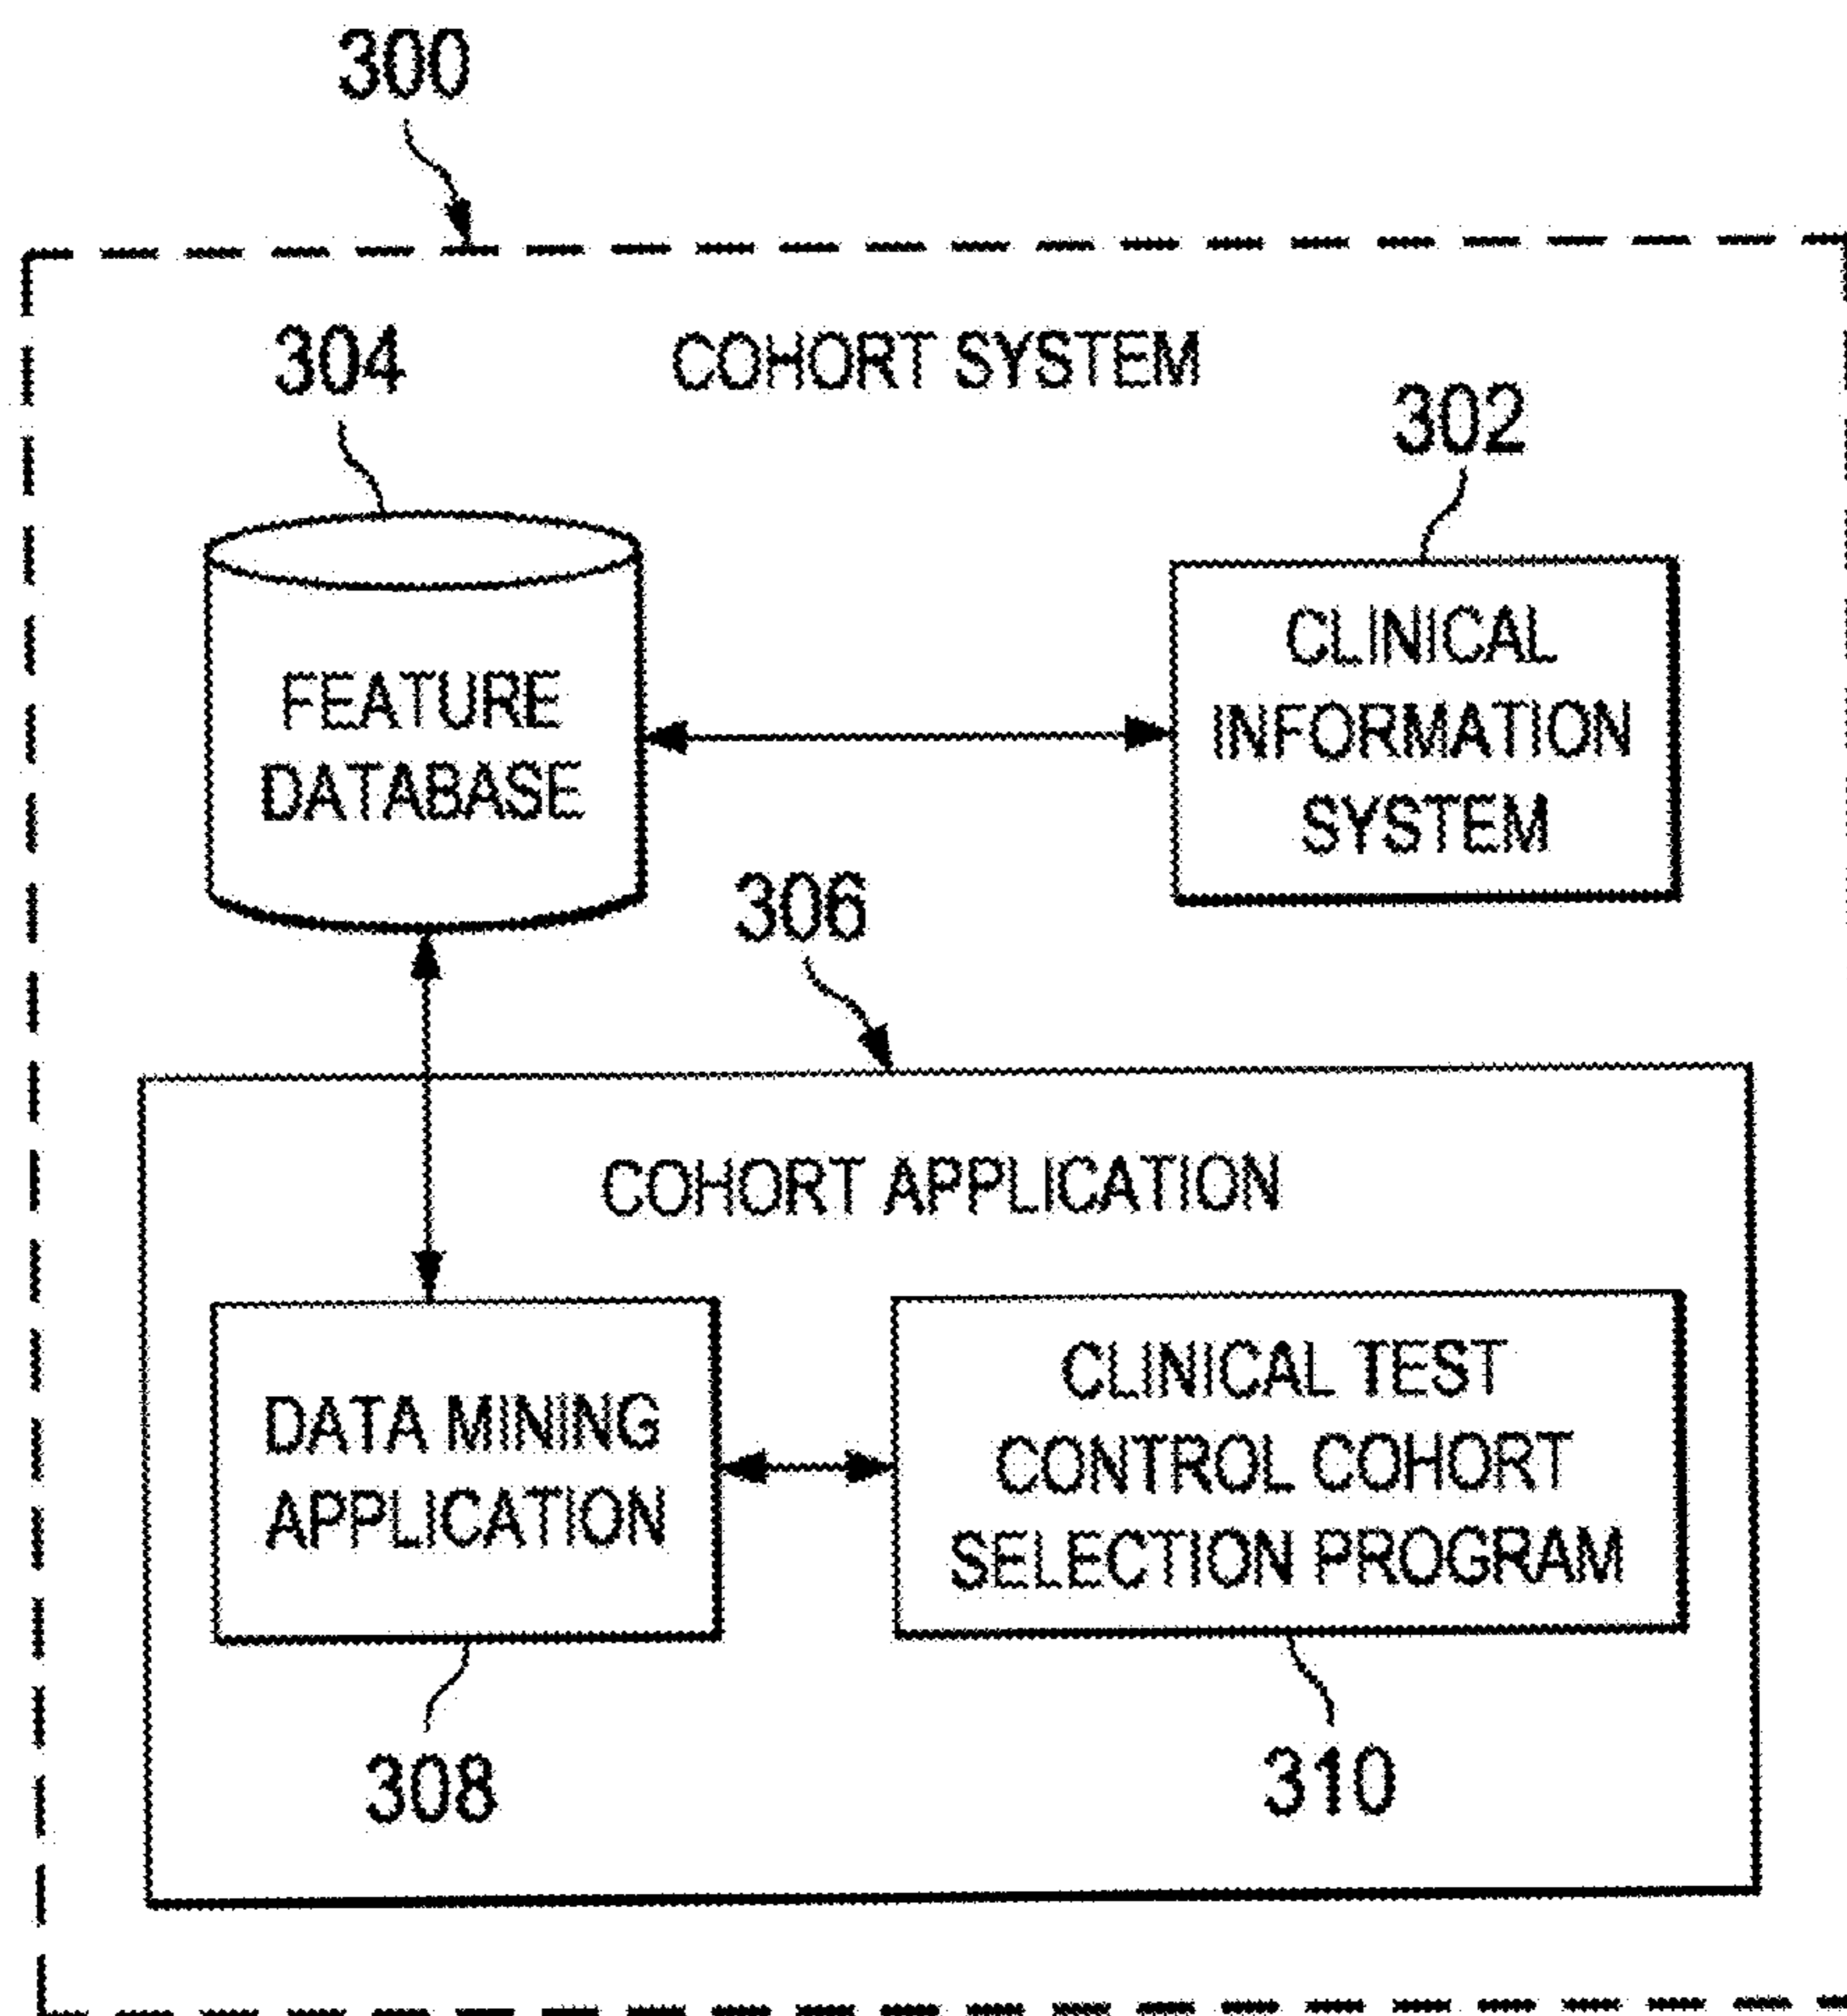 300
COHORT SYSTEM
304
302
FEATURE
DATABASE
CLINICAL
INFORMATION
SYSTEM
306
COHORT APPLICATION
DATA MINING
APPLICATION
CLINICAL TEST
CONTROL COHORT
SELECTION PROGRAM
308
310